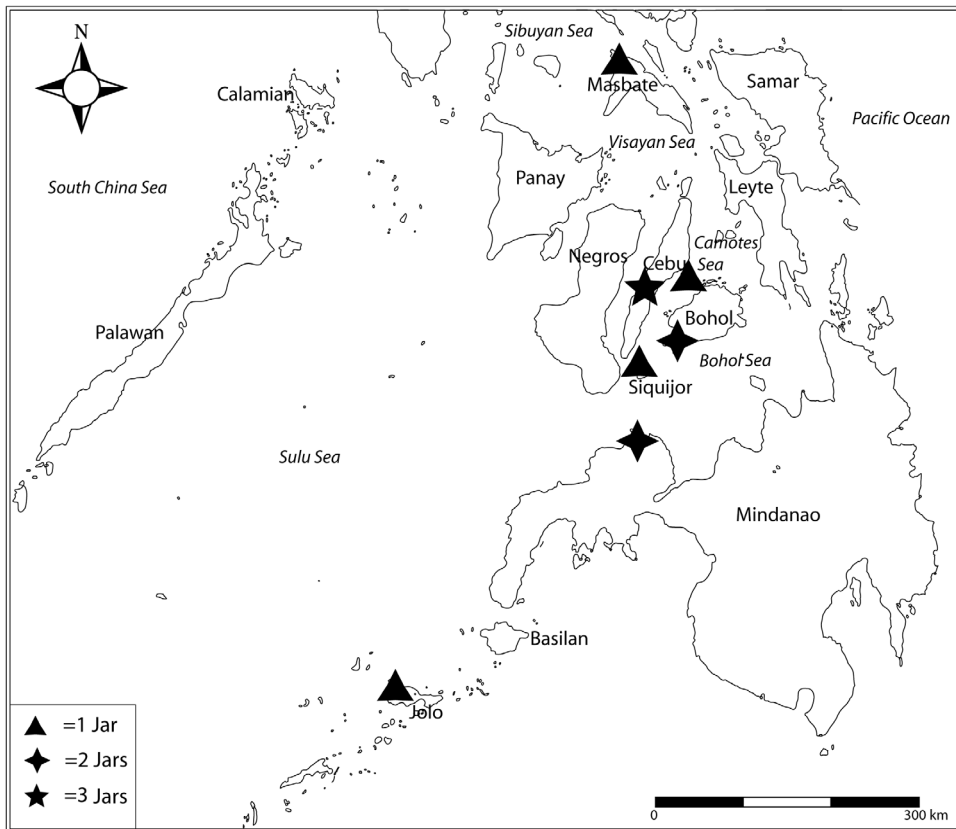 N
Sibuyan Sea
Calamian
Masbate
Samar
Pacific Ocean
Visayan Sea
South China Sea
Panay
Leyte
Negros
Camotes
Sea
Cebu
Palawan
Bohol
Bohol Sea
Siquijor
Sulu Sea
Mindanao
Basilan
Jolo
=1 Jar
=2 Jars
=3 Jars
0
300 km